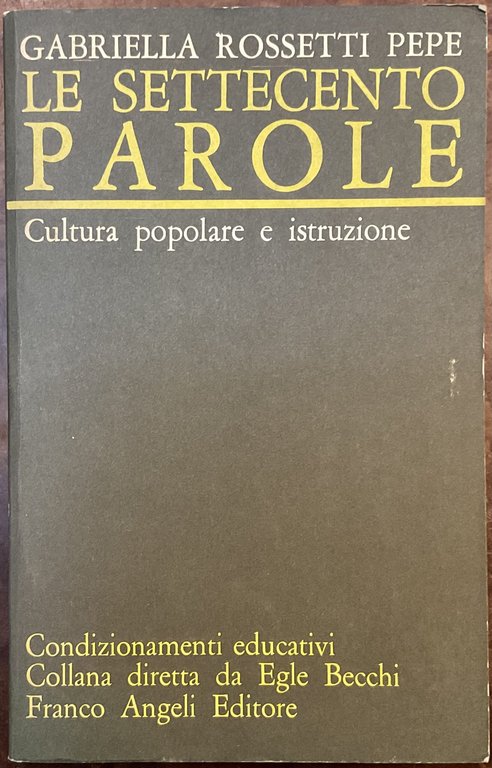 GABRIELLA ROSSETTI PEPE
LE SETTECENTO
PAROLE
Cultura popolare e istruzione
Condizionamenti educativi
Collana diretta da Egle Becchi
Franco Angeli Editore